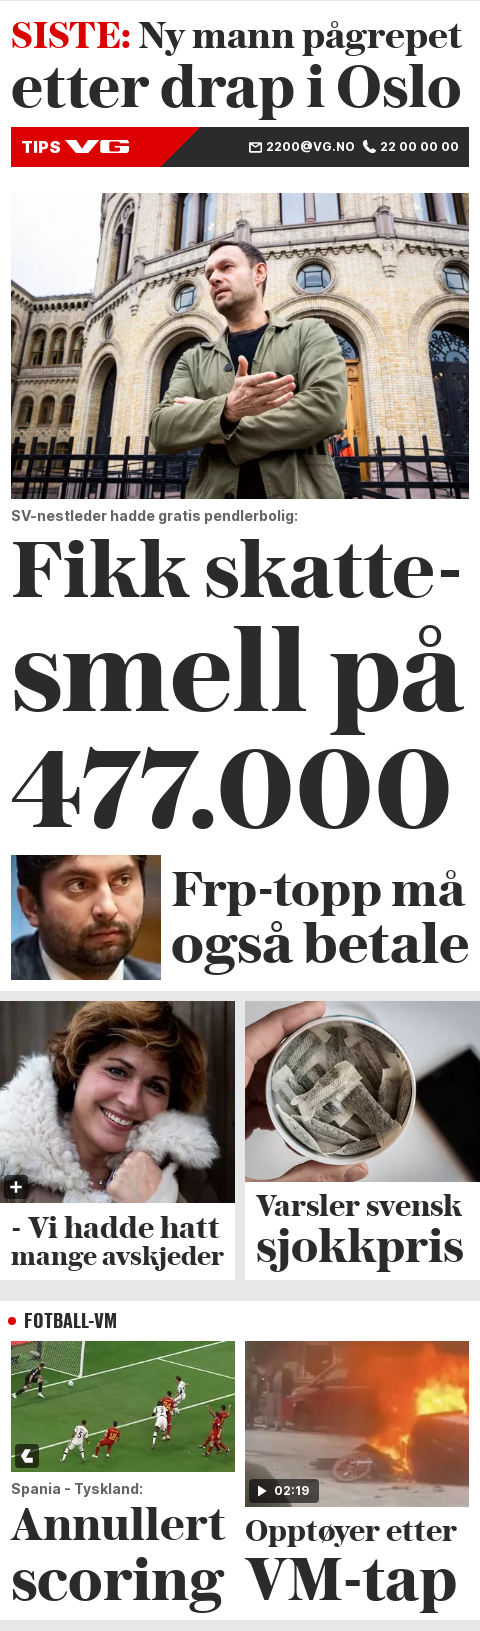 SISTE: Ny mann pågrepet
etter drap i Oslo
TIPS VG
2200@VG.NO
22 00 00 00
SV-nestleder hadde gratis pendlerbolig:
Fikk skatte-
smell på
477.000
Frp-topp må
også betale
- Vi hadde hatt
mange avskjeder
Varsler svensk
sjokkpris
FOTBALL-VM
Spania - Tyskland:
Annullert
scoring
02:19
Opptøyer etter
VM-tap